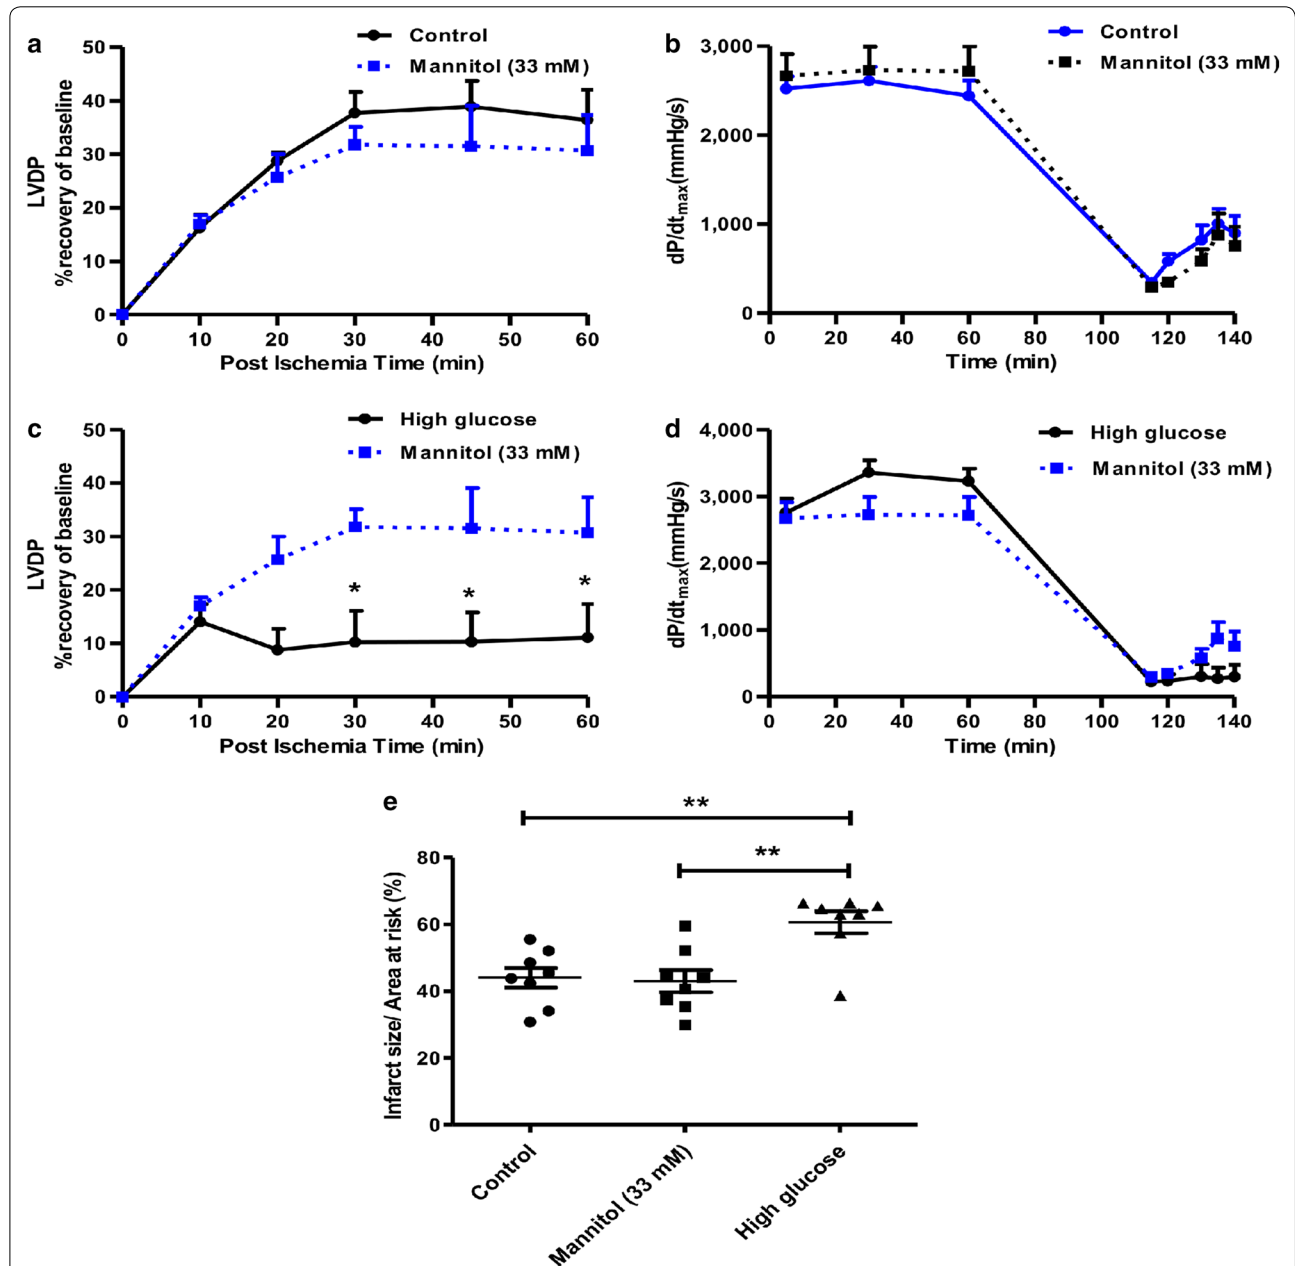 a
Control
Mannitol (33 mM)
50
40
30
20
10
0
LVDP
%recovery of baseline
0 10 20 30 40 50 60
Post Ischemia Time (min)
b
Control
Mannitol (33 mM)
3,000
2,000
1,000
0
dP/dtmax(mmHg/s)
0 20 40 60 80 100 120 140
Time (min)
c
High glucose
Mannitol (33 mM)
50
40
30
20
10
0
LVDP
%recovery of baseline
* * *
0 10 20 30 40 50 60
Post Ischemia Time (min)
d
High glucose
Mannitol (33 mM)
4,000
3,000
2,000
1,000
0
dP/dtmax(mmHg/s)
0 20 40 60 80 100 120 140
Time (min)
e
**
**
80
60
40
20
0
Infarct size/ Area at risk (%)
Control
Mannitol (33 mM)
High glucose